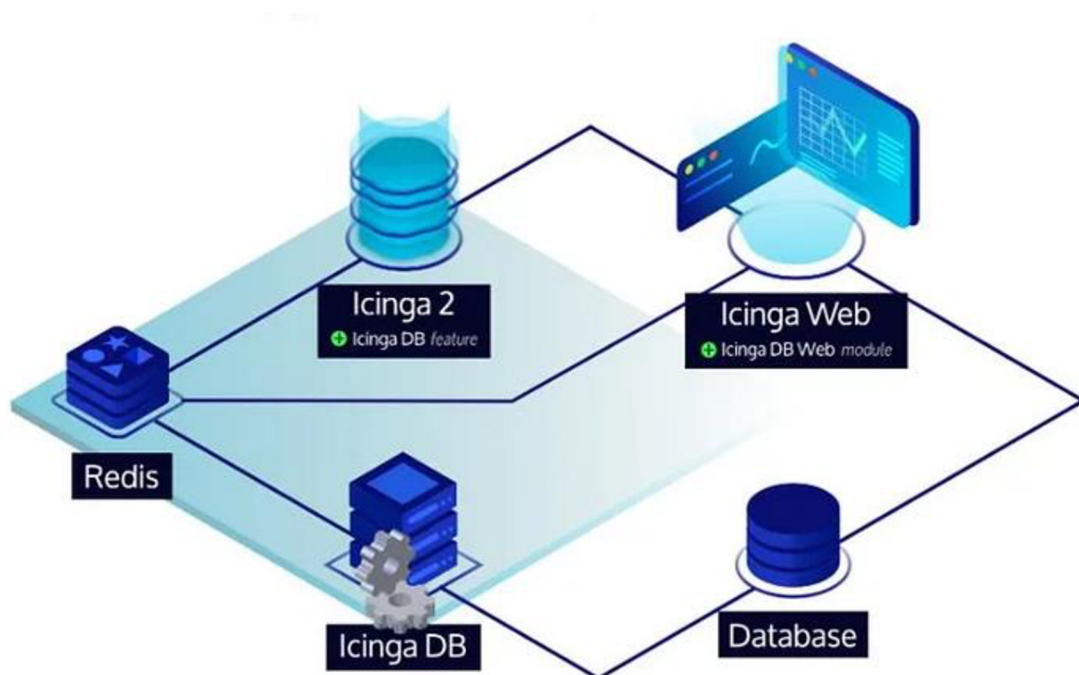 Icinga 2
Icinga DB feature
Icinga Web
Icinga DB Web module
Redis
Icinga DB
Database